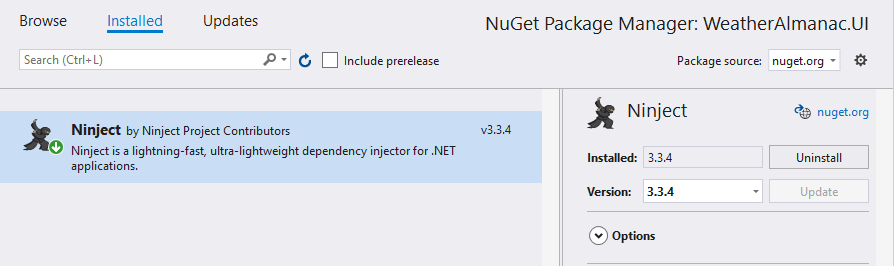 Browse Installed Updates NuGet Package Manager: WeatherAlmanac.UI
Search (Ctrl+L) Include prerelease Package source: nuget.org
Ninject by Ninject Project Contributors v3.3.4
Ninject is a lightning-fast, ultra-lightweight dependency injector for .NET
applications.
Ninject nuget.org
Installed: 3.3.4 Uninstall
Version: 3.3.4 Update
Options